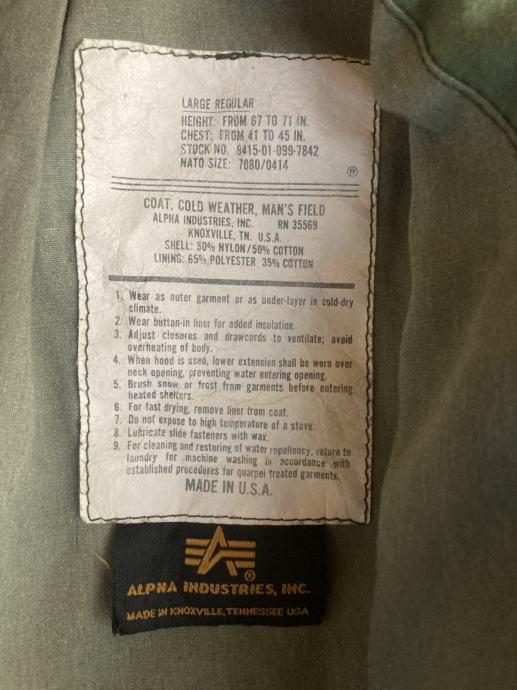 LARGE REGULAR
HEIGHT: FROM 67 TO 71 IN.
CHEST: FROM 41 TO 45 IN.
STOCK NO. 8415-01-099-7842
NATO SIZE: 7080/0414
®
COAT, COLD WEATHER, MAN'S FIELD
ALPHA INDUSTRIES, INC. RN 35569
KNOXVILLE, TN. U.S.A.
SHELL: 50% NYLON/50% COTTON
LINING: 65% POLYESTER 35% COTTON
1. Wear as outer garment or as under-layer in cold-dry
climate.
2. Wear button-in liner for added insulation.
3. Adjust closures and drawcords to ventilate; avoid
overheating of body.
4. When hood is used, lower extension shall be worn over
neck opening, preventing water entering opening.
5. Brush snow or frost from garments before entering
heated shelters.
6. For fast drying, remove liner from coat.
7. Do not expose to high temperature of a stove.
8. Lubricate slide fasteners with wax.
9. For cleaning and restoring of water repellency, return to
laundry for machine washing in accordance with
established procederes for quarpel treated garments.
MADE IN U.S.A.
®
ALPHA INDUSTRIES, INC.
MADE IN KNOXVILLE, TENNESSEE USA